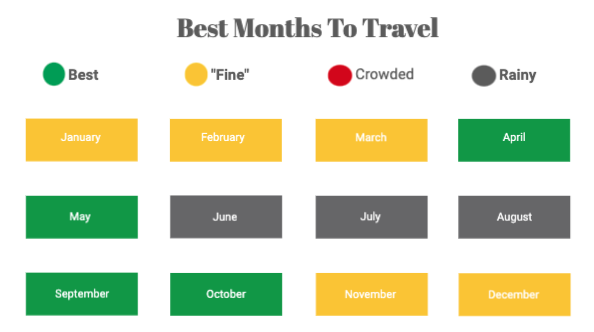 Best Months To Travel
Best "Fine" Crowded Rainy
January February March April
May June July August
September October November December